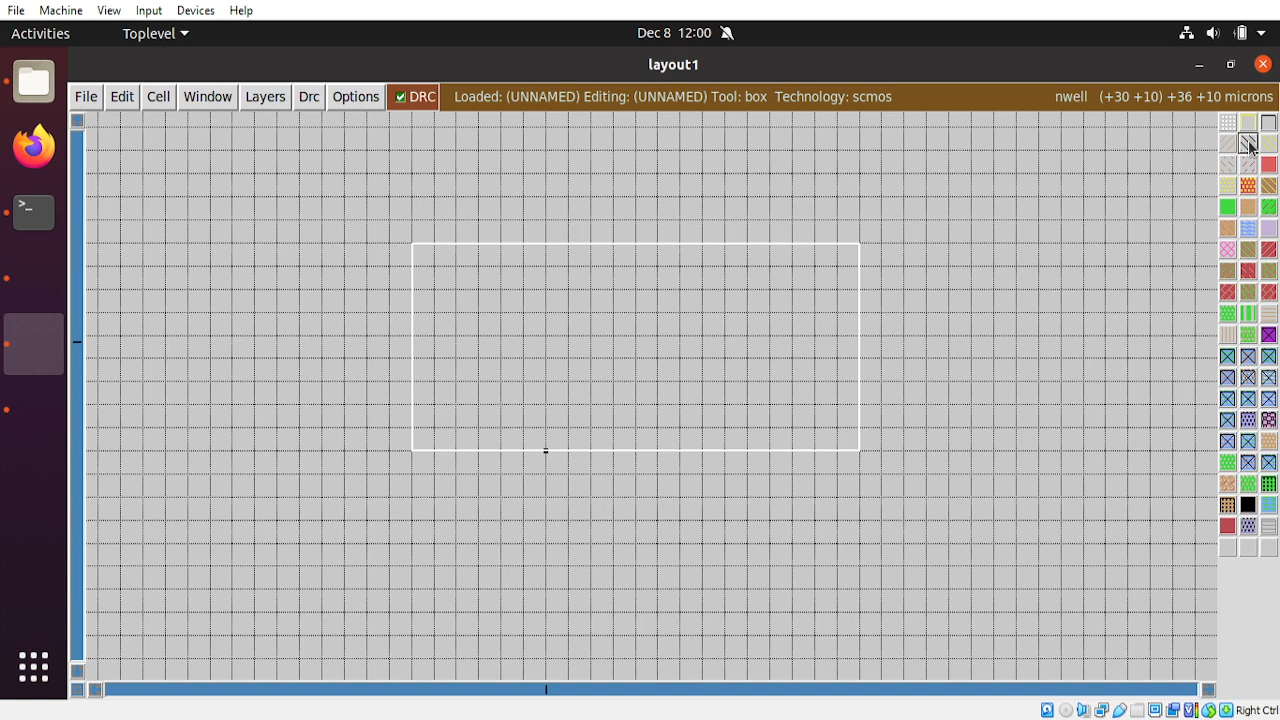 File Machine View Input Devices Help
Activities Toplevel Dec 8 12:00
layout1
File Edit Cell Window Layers Drc Options DRC Loaded: (UNNAMED) Editing: (UNNAMED) Tool: box Technology: scmos nwell (+30 +10) +36 +10 microns
>_
Right Ctrl